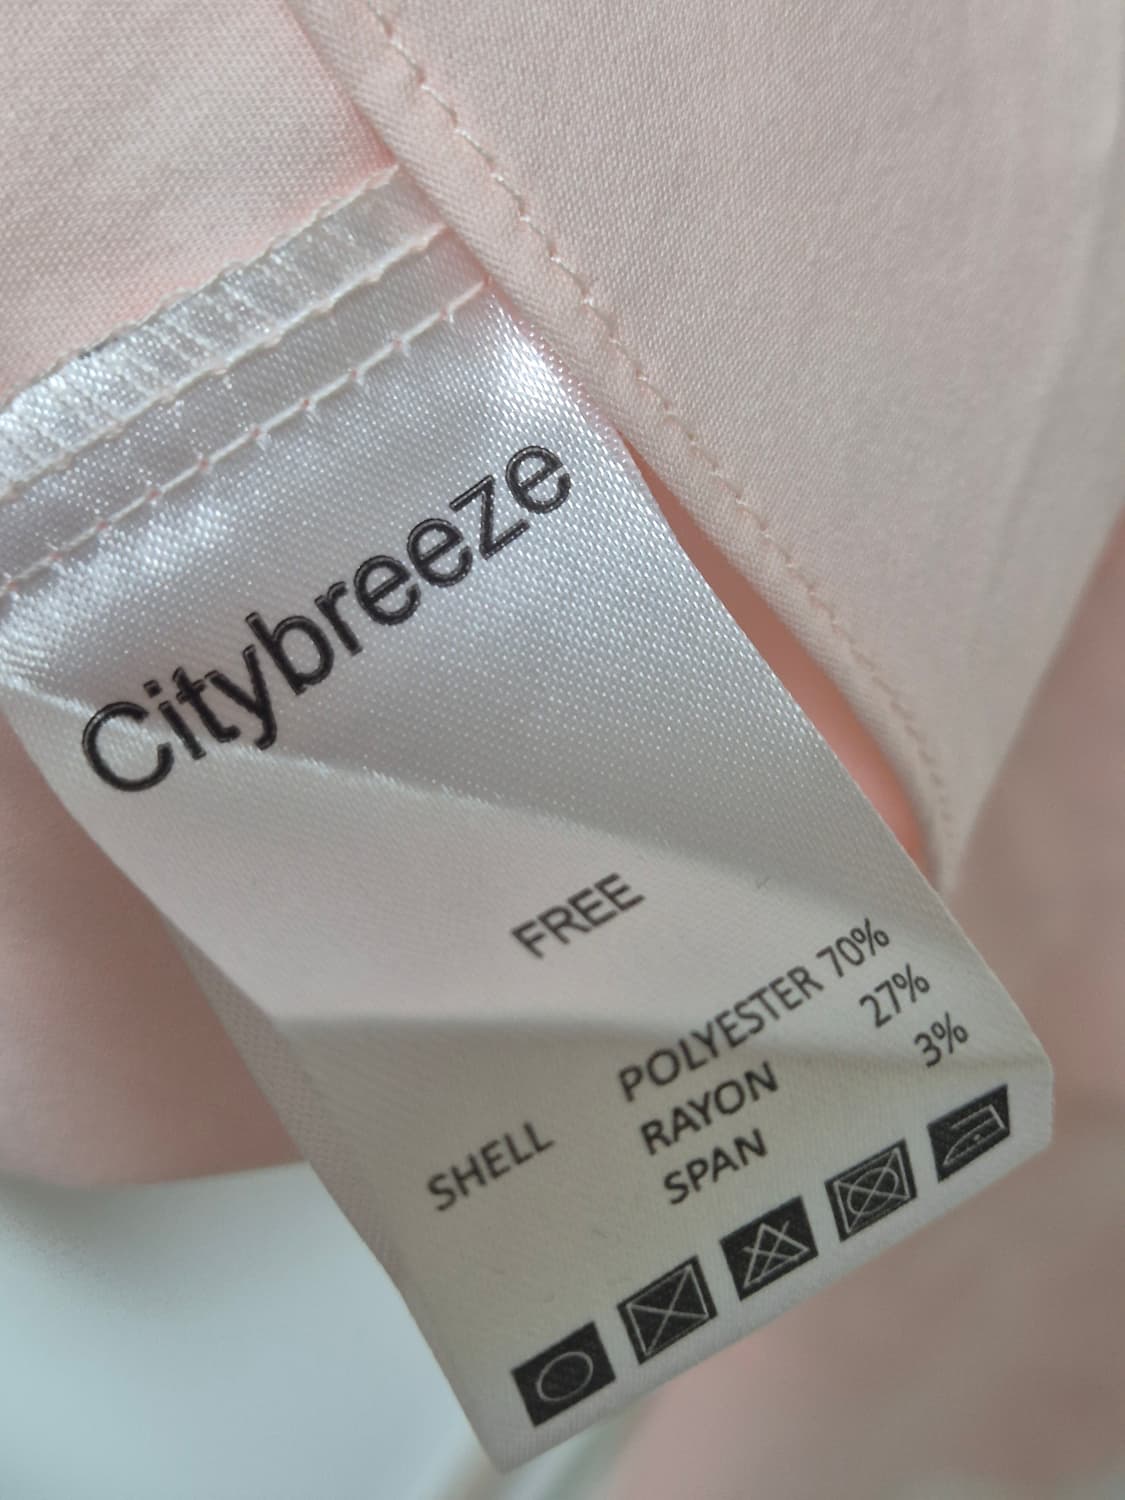 Citybreeze
FREE
SHELL POLYESTER 70%
RAYON 27%
SPAN 3%